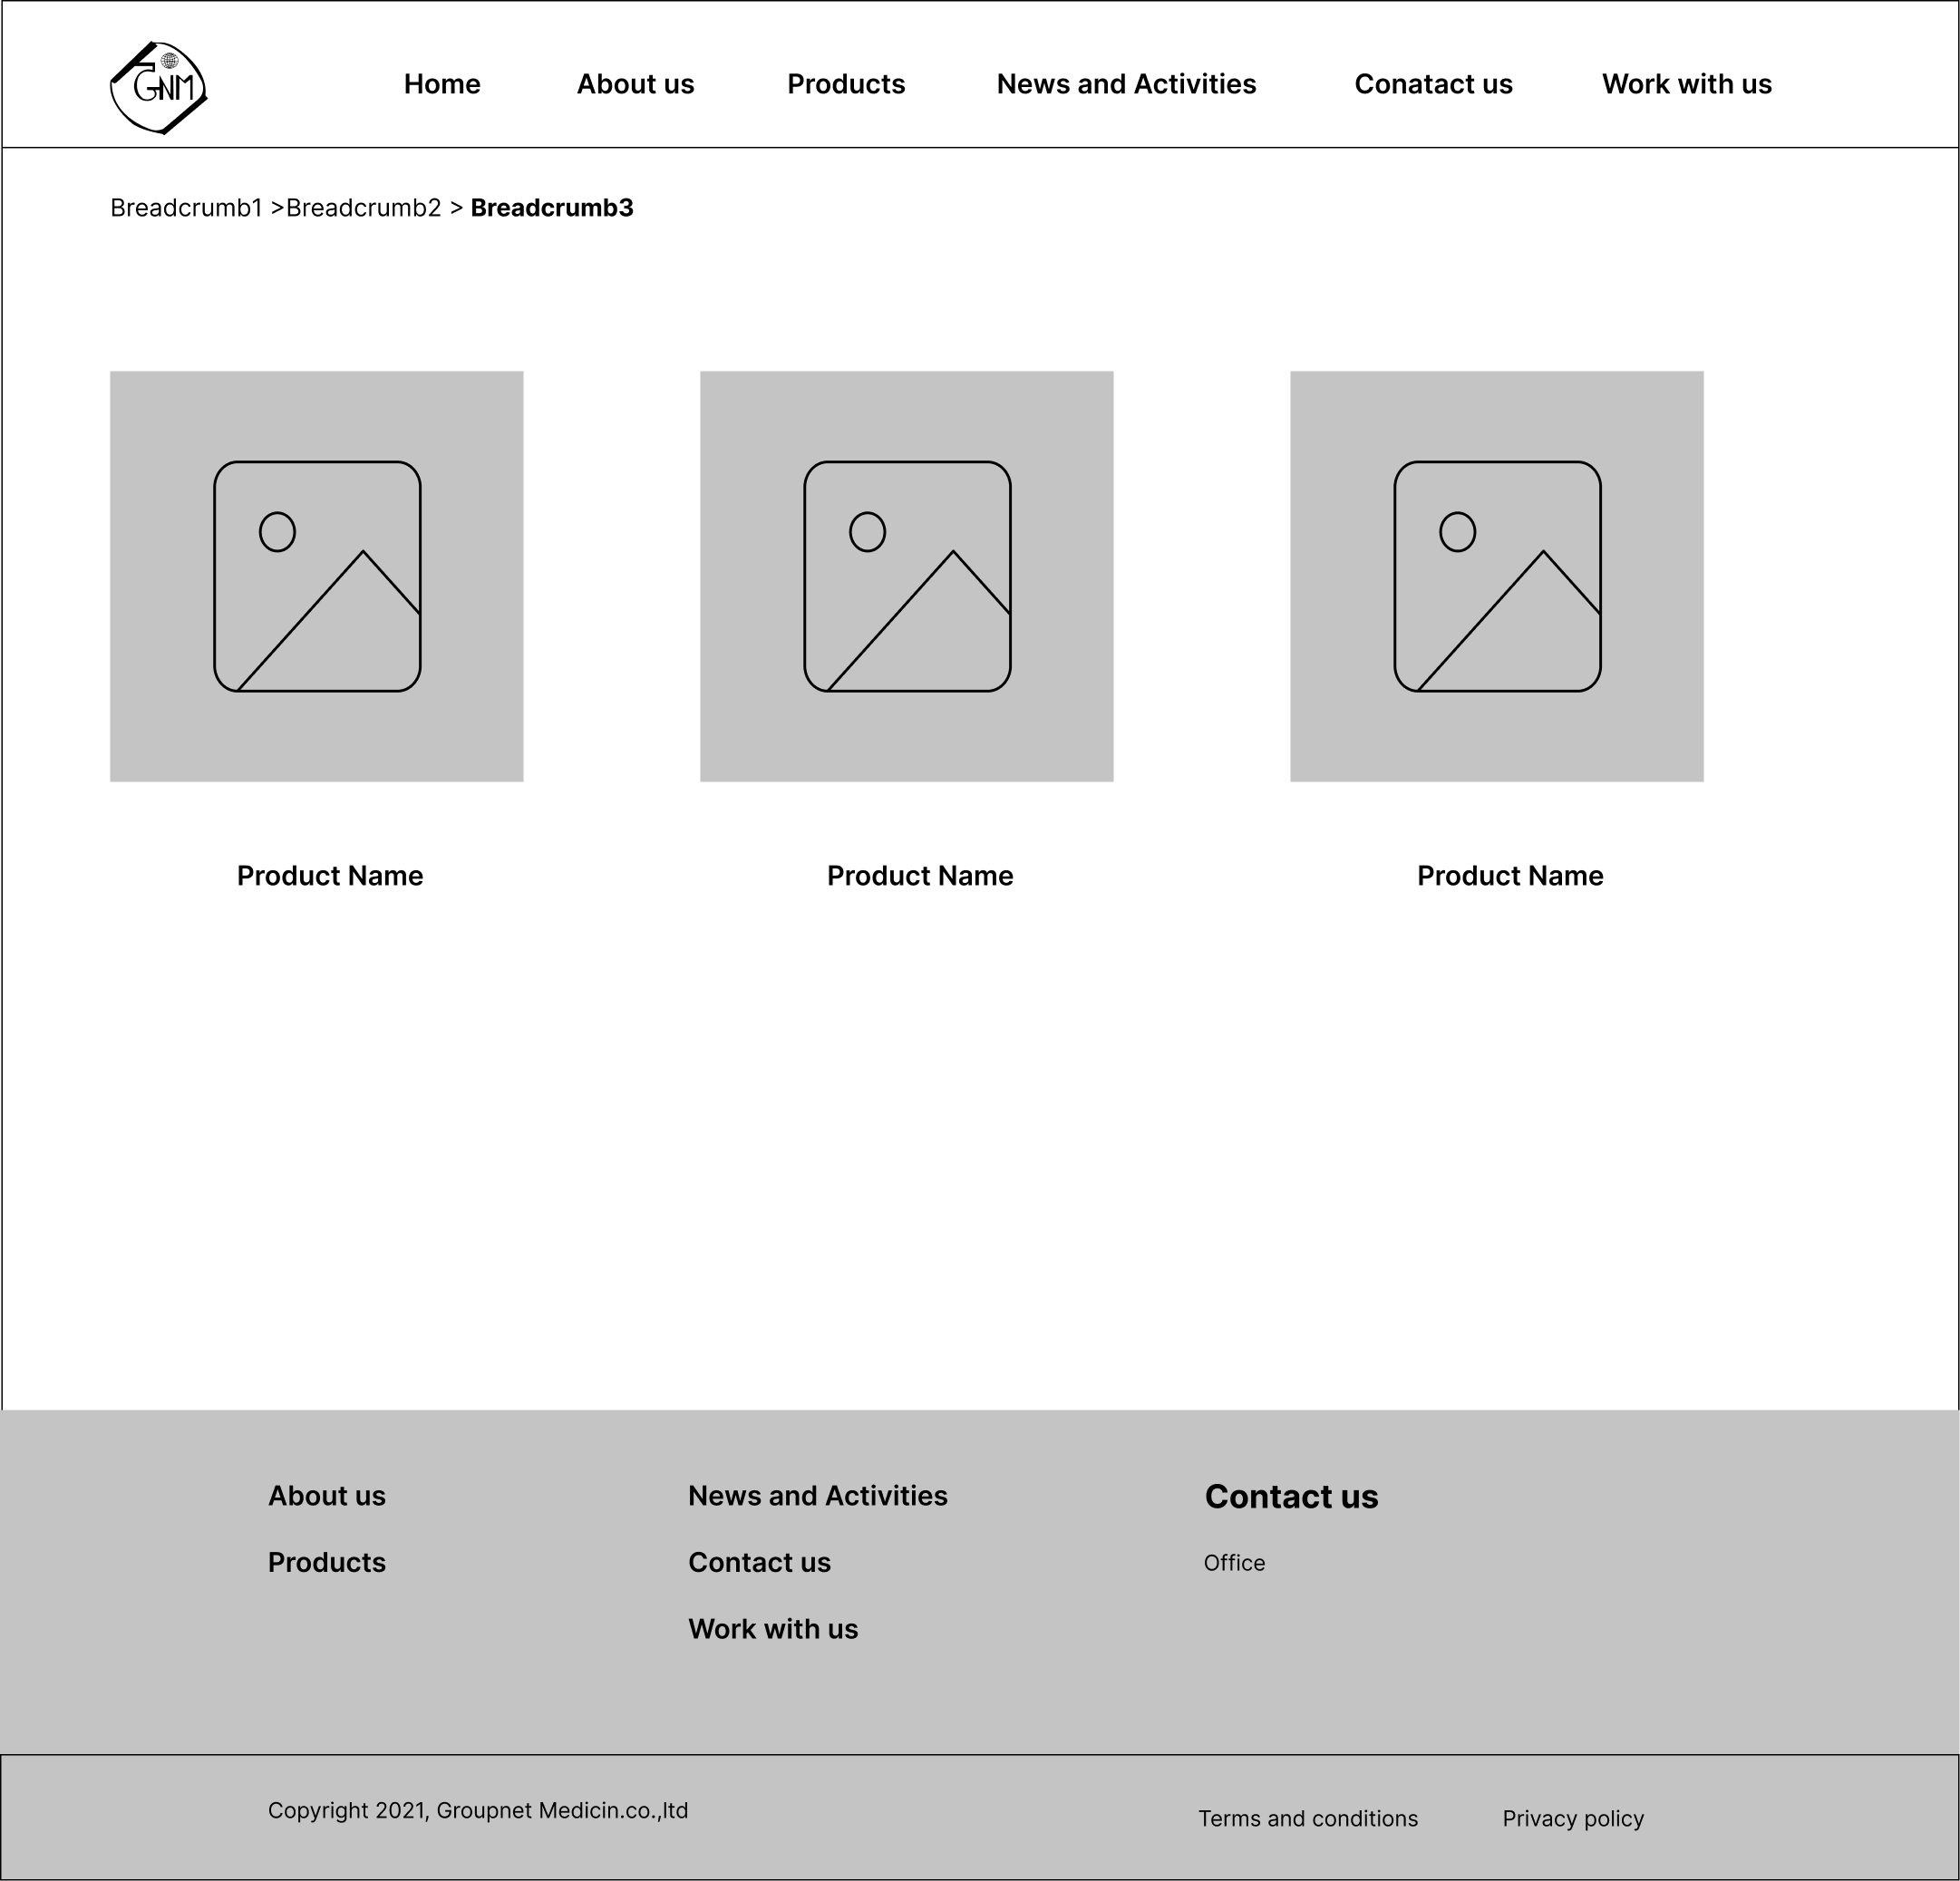 GNM
Home About us Products News and Activities Conatact us Work with us
Breadcrumb1 >Breadcrumb2 > Breadcrumb3
Product Name Product Name Product Name
About us News and Activities Contact us
Products Contact us Office
Work with us
Copyright 2021, Groupnet Medicin.co.,ltd Terms and conditions Privacy policy